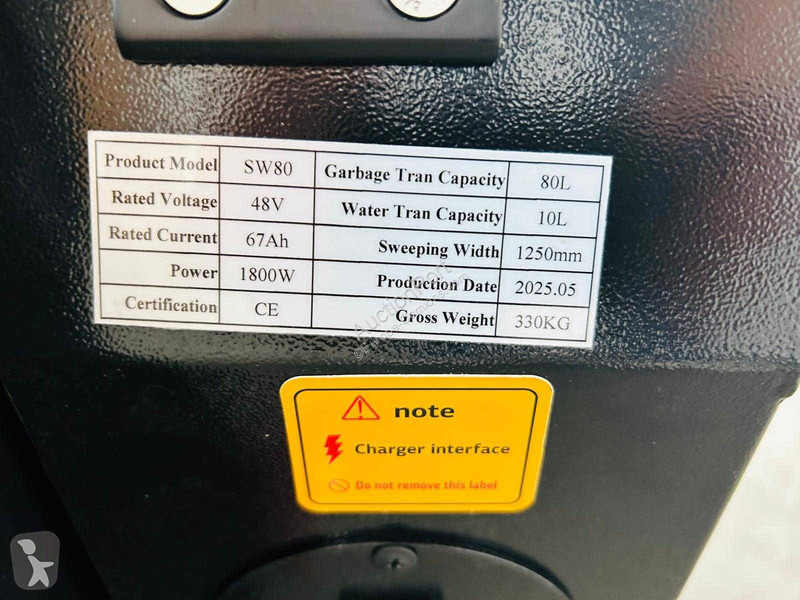 Product Model SW80 Garbage Tran Capacity 80L
Rated Voltage 48V Water Tran Capacity 10L
Rated Current 67Ah Sweeping Width 1250mm
Power 1800W Production Date 2025.05
Certification CE Gross Weight 330KG
note
Charger interface
Do not remove this label